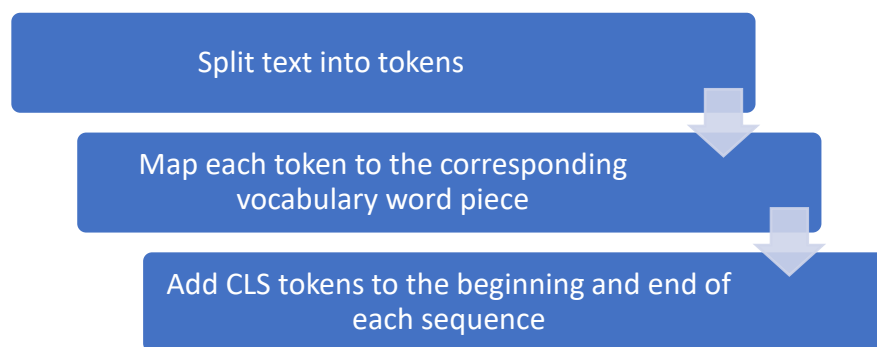 Split text into tokens
Map each token to the corresponding
vocabulary word piece
Add CLS tokens to the beginning and end of
each sequence